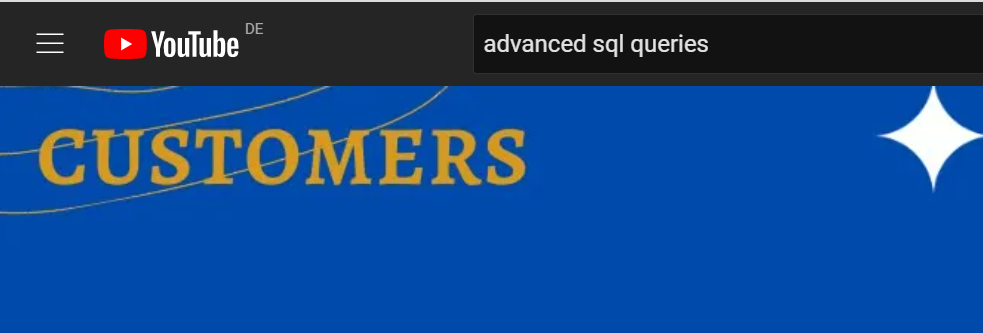 YouTube DE
advanced sql queries
CUSTOMERS